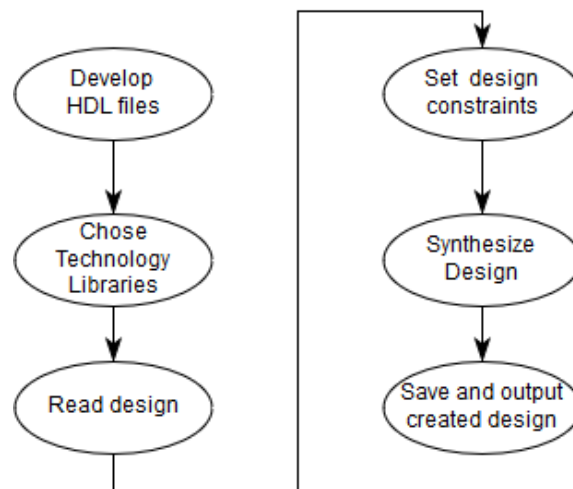 Develop
HDL files
Chose
Technology
Libraries
Read design
Set design
constraints
Synthesize
Design
Save and output
created design